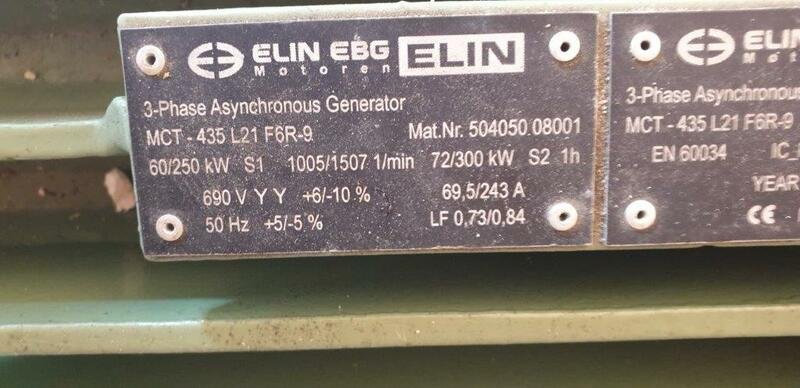 ELIN EBG
Motoren
ELIN
3-Phase Asynchronous Generator
MCT - 435 L21 F6R-9 Mat.Nr. 504050 08001
60/250 kW S1 1005/1507 1/min 72/300 kW S2 1h
690 V Y Y +6/-10 % 69,5/243 A
50 Hz +5/-5 % LF 0,73/0,84
3-Phase
MCT - 435 L21 F6R-9
EN 60034
YEAR
CE